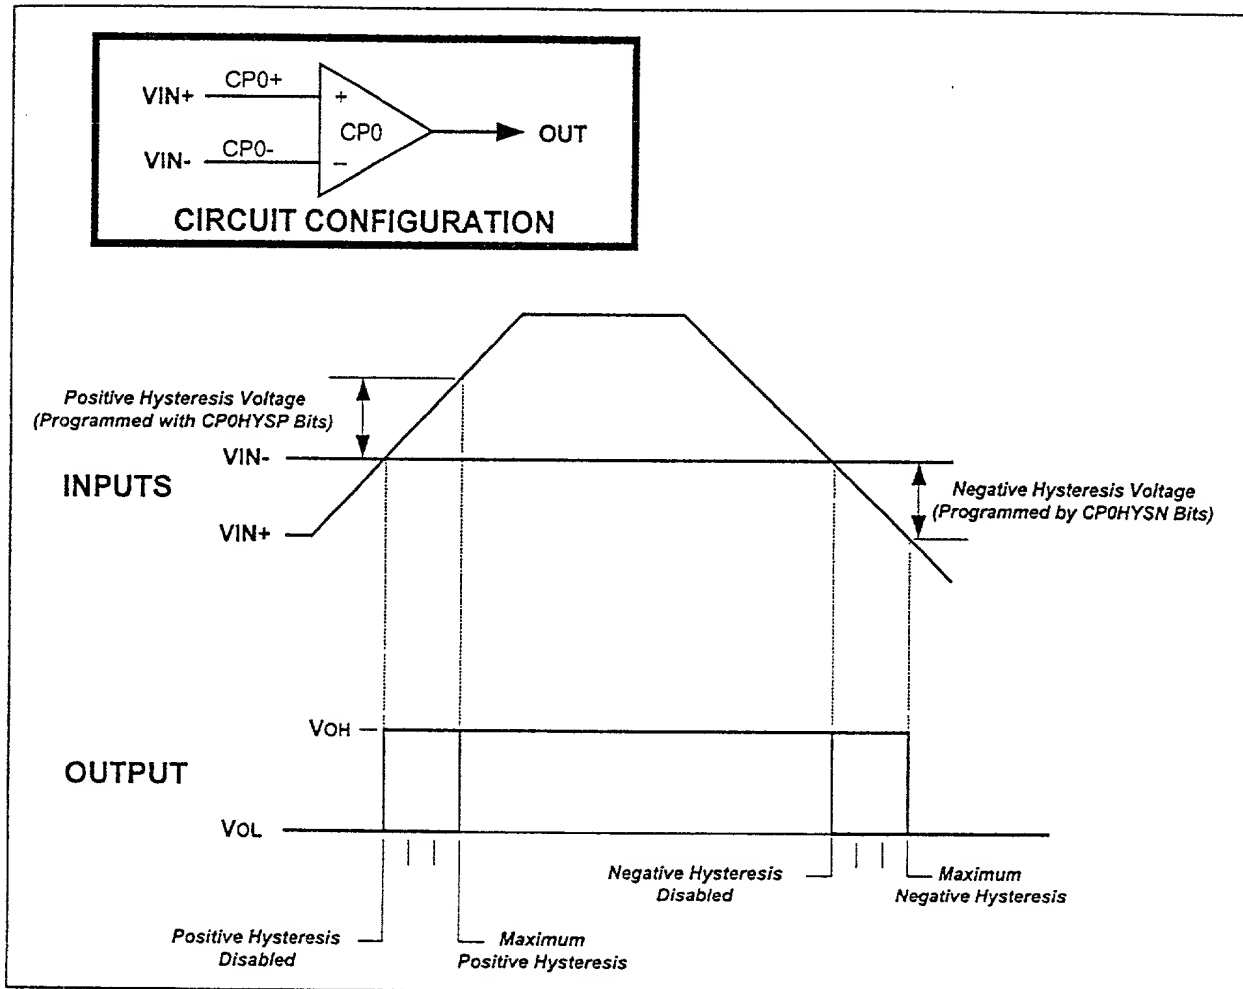 VIN+ CP0+ +
CP0 OUT
VIN- CP0- −
CIRCUIT CONFIGURATION
Positive Hysteresis Voltage
(Programmed with CP0HYSP Bits)
VIN-
INPUTS
VIN+
Negative Hysteresis Voltage
(Programmed by CP0HYSN Bits)
VOH
OUTPUT
VOL
Negative Hysteresis
Disabled
Maximum
Negative Hysteresis
Positive Hysteresis
Disabled
Maximum
Positive Hysteresis